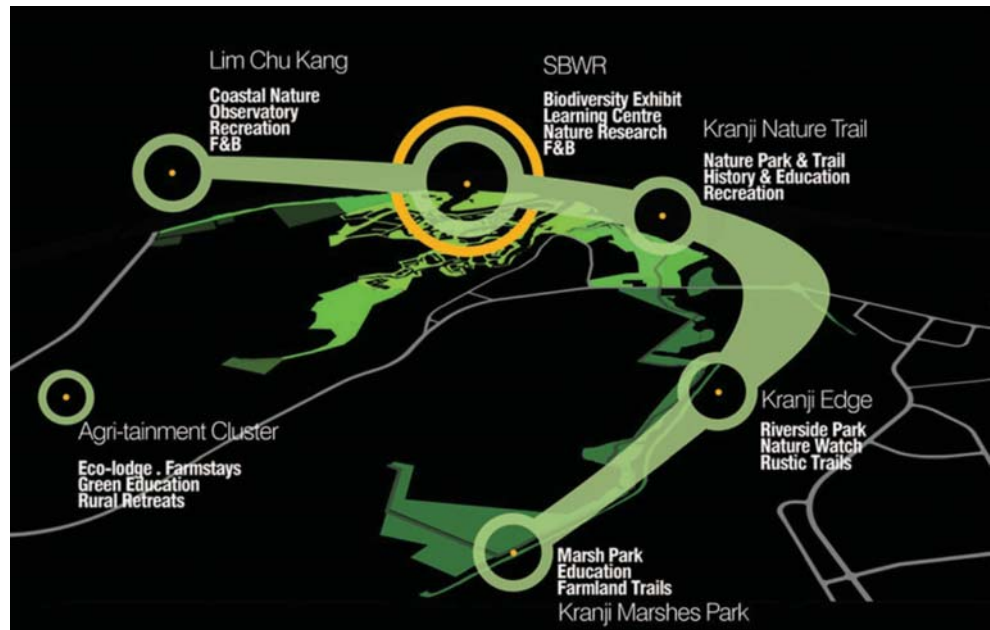 Lim Chu Kang
Coastal Nature
Observatory
Recreation
F&B
SBWR
Biodiversity Exhibit
Learning Centre
Nature Research
F&B
Kranji Nature Trail
Nature Park & Trail
History & Education
Recreation
Agri-tainment Cluster
Eco-lodge . Farmstays
Green Education
Rural Retreats
Kranji Edge
Riverside Park
Nature Watch
Rustic Trails
Marsh Park
Education
Farmland Trails
Kranji Marshes Park